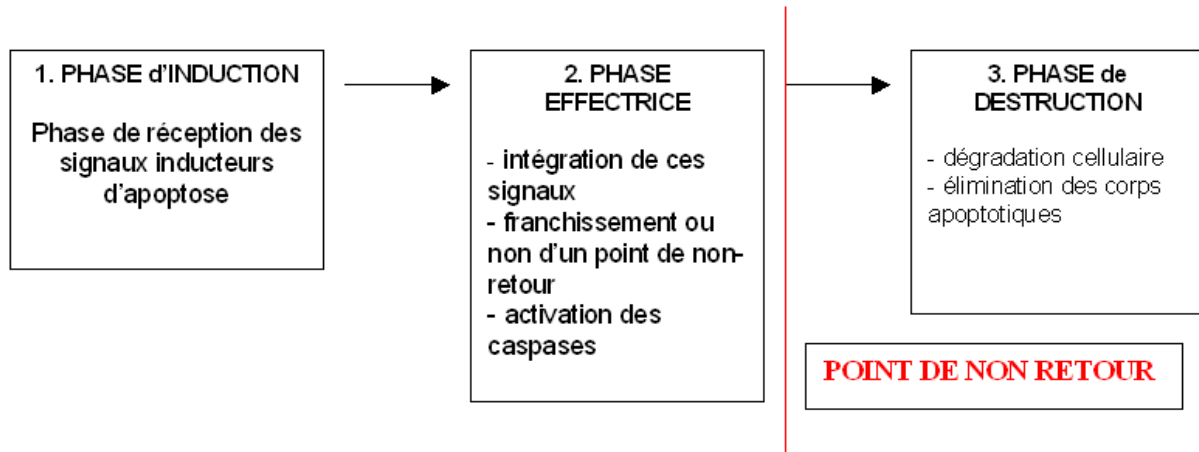 1. PHASE d'INDUCTION
Phase de réception des
signaux inducteurs
d'apoptose
2. PHASE
EFFECTRICE
- intégration de ces
signaux
- franchissement ou
non d'un point de non-
retour
- activation des
caspases
3. PHASE de
DESTRUCTION
- dégradation cellulaire
- élimination des corps
apoptotiques
POINT DE NON RETOUR